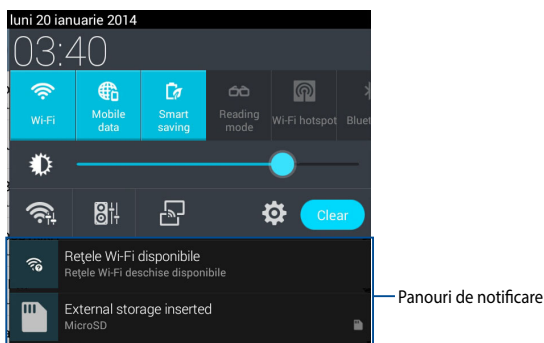 luni 20 ianuarie 2014
03:40
Wi-Fi
Mobile data
Smart saving
Reading mode
Wi-Fi hotspot
Rețele Wi-Fi disponibile
Rețele Wi-Fi deschise disponibile
Clear
External storage inserted
MicroSD
Panouri de notificare